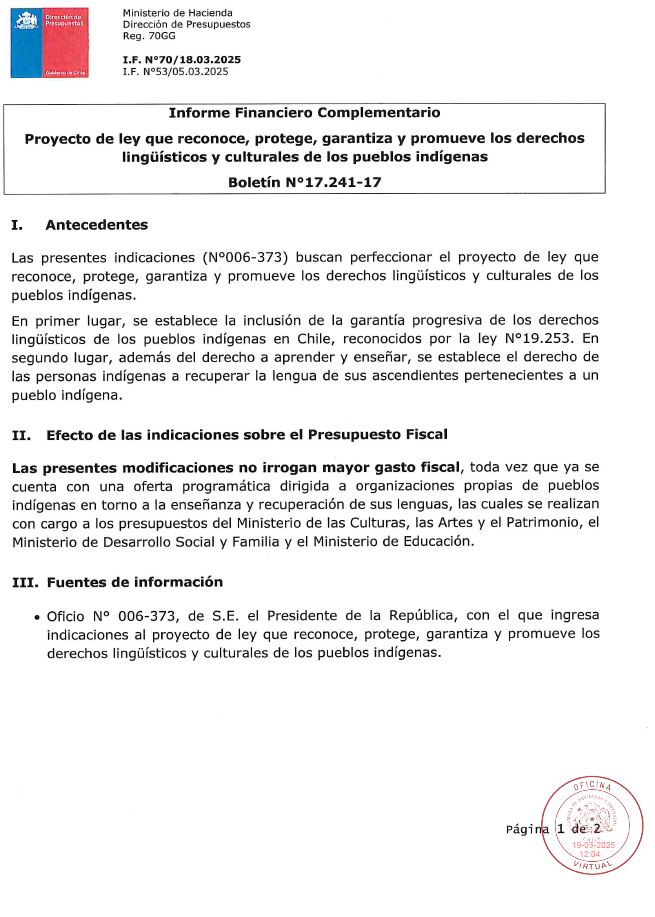 Dirección de
Presupuestos
Gobierno de Chile
Ministerio de Hacienda
Dirección de Presupuestos
Reg. 70GG
I.F. N°70/18.03.2025
I.F. N°53/05.03.2025
Informe Financiero Complementario
Proyecto de ley que reconoce, protege, garantiza y promueve los derechos
lingüísticos y culturales de los pueblos indígenas
Boletín N°17.241-17
I. Antecedentes
Las presentes indicaciones (N°006-373) buscan perfeccionar el proyecto de ley que
reconoce, protege, garantiza y promueve los derechos lingüísticos y culturales de los
pueblos indígenas.
En primer lugar, se establece la inclusión de la garantía progresiva de los derechos
lingüísticos de los pueblos indígenas en Chile, reconocidos por la ley N°19.253. En
segundo lugar, además del derecho a aprender y enseñar, se establece el derecho de
las personas indígenas a recuperar la lengua de sus ascendientes pertenecientes a un
pueblo indígena.
II. Efecto de las indicaciones sobre el Presupuesto Fiscal
Las presentes modificaciones no irrogan mayor gasto fiscal, toda vez que ya se
cuenta con una oferta programática dirigida a organizaciones propias de pueblos
indígenas en torno a la enseñanza y recuperación de sus lenguas, las cuales se realizan
con cargo a los presupuestos del Ministerio de las Culturas, las Artes y el Patrimonio, el
Ministerio de Desarrollo Social y Familia y el Ministerio de Educación.
III. Fuentes de información
• Oficio N° 006-373, de S.E. el Presidente de la República, con el que ingresa
indicaciones al proyecto de ley que reconoce, protege, garantiza y promueve los
derechos lingüísticos y culturales de los pueblos indígenas.
OFICINA
Página 1 de 2
19-03-2025
12:04
VIRTUAL